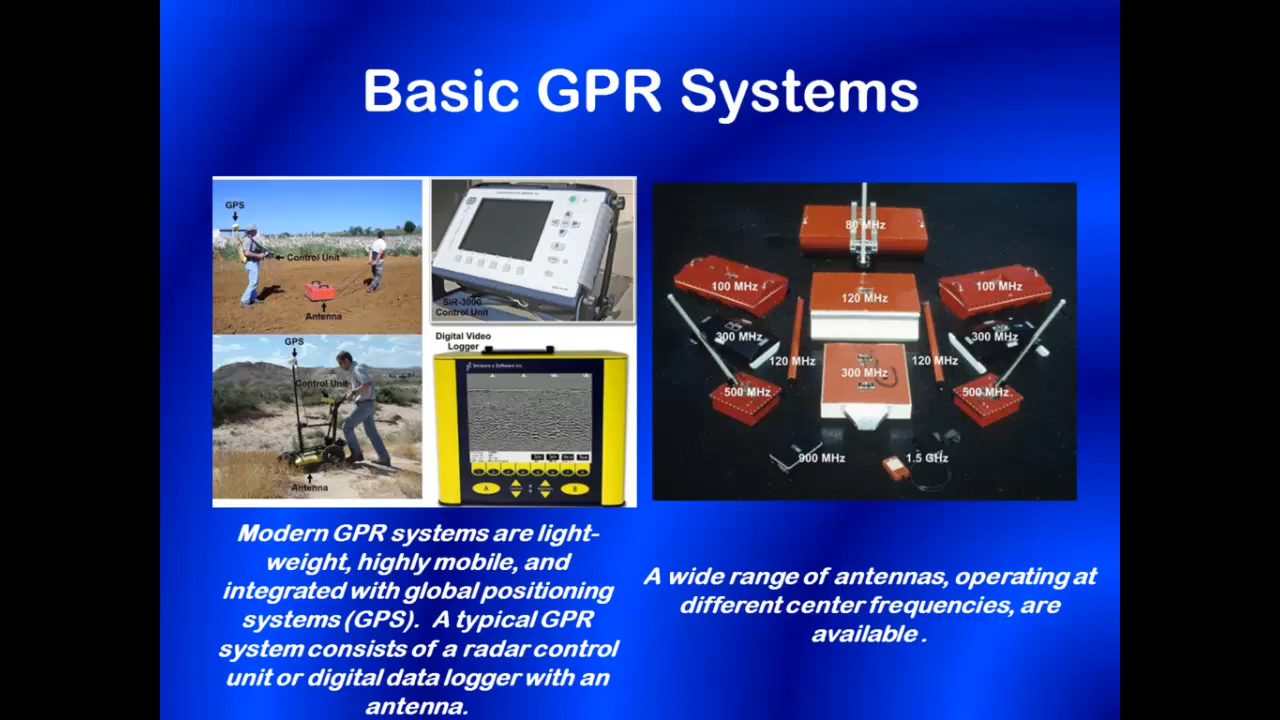 Basic GPR Systems
GPS
Control Unit
Antenna
SIR-3000
Control Unit
GPS
Control Unit
Antenna
Digital Video
Logger
Sensors & Software Inc.
A
B
80 MHz
100 MHz
120 MHz
100 MHz
300 MHz
300 MHz
120 MHz
120 MHz
300 MHz
500 MHz
500 MHz
900 MHz
1.5 GHz
Modern GPR systems are light-
weight, highly mobile, and
integrated with global positioning
systems (GPS). A typical GPR
system consists of a radar control
unit or digital data logger with an
antenna.
A wide range of antennas, operating at
different center frequencies, are
available .